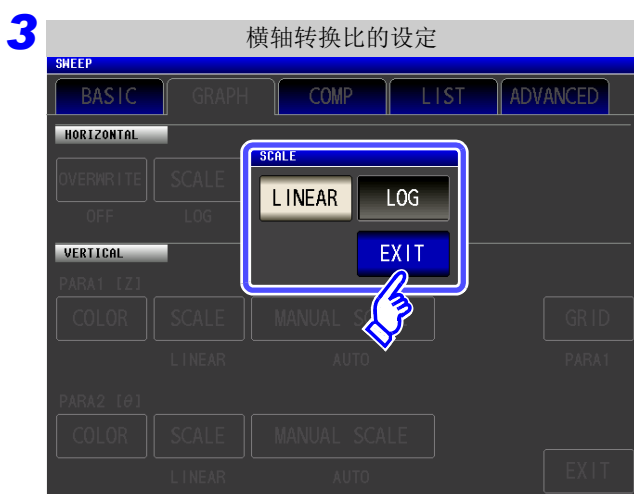 3
横轴转换比的设定
SWEEP
BASIC GRAPH COMP LIST ADVANCED
HORIZONTAL
OVERWRITE SCALE
OFF LOG
SCALE
LINEAR LOG
EXIT
VERTICAL
PARA1 [Z]
COLOR SCALE MANUAL SCALE GRID
LINEAR AUTO PARA1
PARA2 [θ]
COLOR SCALE MANUAL SCALE
LINEAR AUTO EXIT